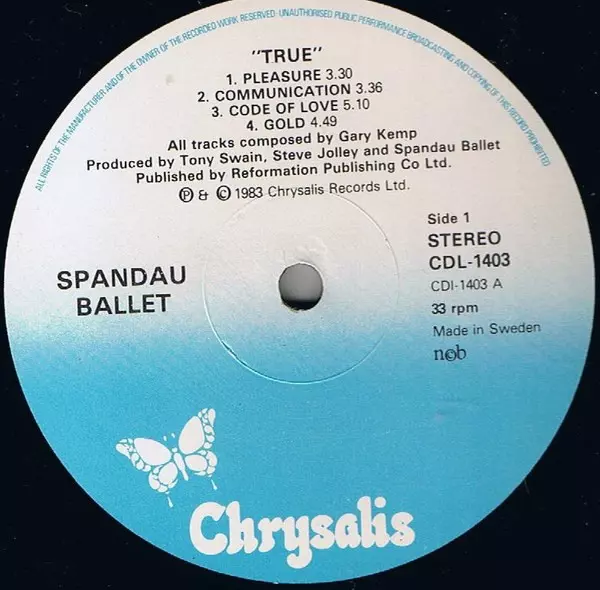 ALL RIGHTS OF THE MANUFACTURER AND OF THE OWNER OF THE RECORDED WORK RESERVED · UNAUTHORISED PUBLIC PERFORMANCE BROADCASTING AND COPYING OF THIS RECORD PROHIBITED
"TRUE"
1. PLEASURE 3.30
2. COMMUNICATION 3.36
3. CODE OF LOVE 5.10
4. GOLD 4.49
All tracks composed by Gary Kemp
Produced by Tony Swain, Steve Jolley and Spandau Ballet
Published by Reformation Publishing Co Ltd.
Ⓟ & © 1983 Chrysalis Records Ltd.
SPANDAU
BALLET
Side 1
STEREO
CDL-1403
CDI-1403 A
33 rpm
Made in Sweden
n©b
Chrysalis